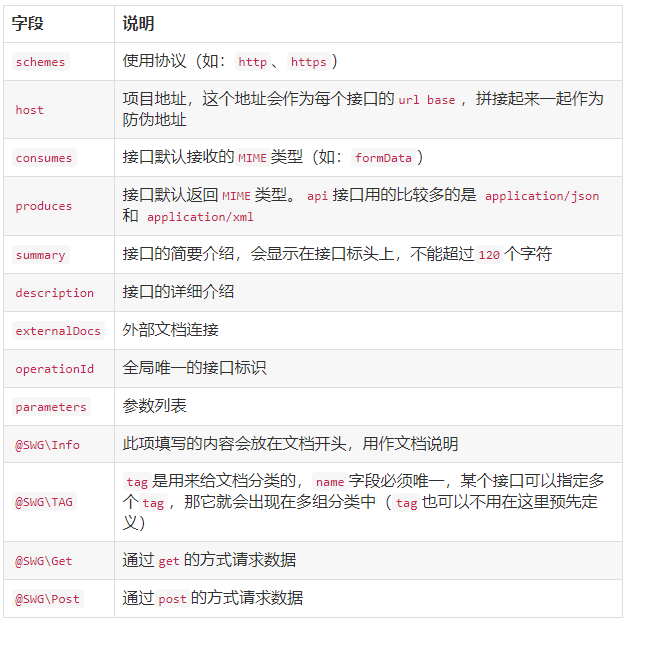 字段 说明
schemes 使用协议（如：http、https）
host 项目地址，这个地址会作为每个接口的 url base ，拼接起来一起作为
防伪地址
consumes 接口默认接收的 MIME 类型（如：formData）
produces 接口默认返回 MIME 类型。 api 接口用的比较多的是 application/json
和 application/xml
summary 接口的简要介绍，会显示在接口标头上，不能超过 120 个字符
description 接口的详细介绍
externalDocs 外部文档连接
operationId 全局唯一的接口标识
parameters 参数列表
@SWG\Info 此项填写的内容会放在文档开头，用作文档说明
@SWG\TAG tag 是用来给文档分类的， name 字段必须唯一，某个接口可以指定多
个 tag ，那它就会出现在多组分类中（ tag 也可以不用在这里预先定
义）
@SWG\Get 通过 get 的方式请求数据
@SWG\Post 通过 post 的方式请求数据